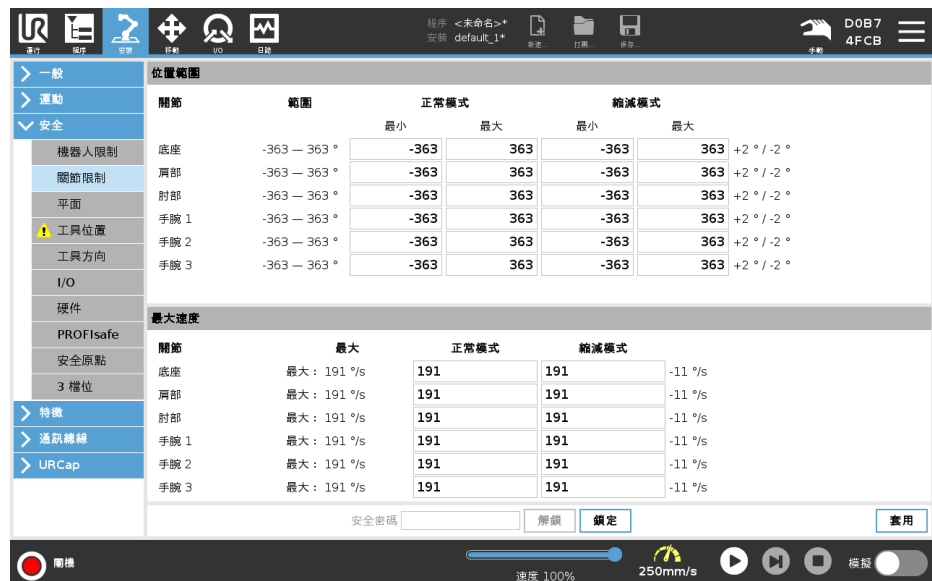 程序 <未命名>* D0B7
安裝 default_1* 4FCB
運行 程序 安裝 移動 I/O 日誌 新建... 打開... 保存... 手動
一般
運動
安全
機器人限制
關節限制
平面
工具位置
工具方向
I/O
硬件
PROFIsafe
安全原點
3 檔位
特徵
通訊總線
URCap
位置範圍
關節 範圍 正常模式 縮減模式
最小 最大 最小 最大
底座 -363 — 363 ° -363 363 -363 363 +2 ° / -2 °
肩部 -363 — 363 ° -363 363 -363 363 +2 ° / -2 °
肘部 -363 — 363 ° -363 363 -363 363 +2 ° / -2 °
手腕 1 -363 — 363 ° -363 363 -363 363 +2 ° / -2 °
手腕 2 -363 — 363 ° -363 363 -363 363 +2 ° / -2 °
手腕 3 -363 — 363 ° -363 363 -363 363 +2 ° / -2 °
最大速度
關節 最大 正常模式 縮減模式
底座 最大： 191 °/s 191 191 -11 °/s
肩部 最大： 191 °/s 191 191 -11 °/s
肘部 最大： 191 °/s 191 191 -11 °/s
手腕 1 最大： 191 °/s 191 191 -11 °/s
手腕 2 最大： 191 °/s 191 191 -11 °/s
手腕 3 最大： 191 °/s 191 191 -11 °/s
安全密碼 解鎖 鎖定 套用
關機 速度 100% 250mm/s 模擬